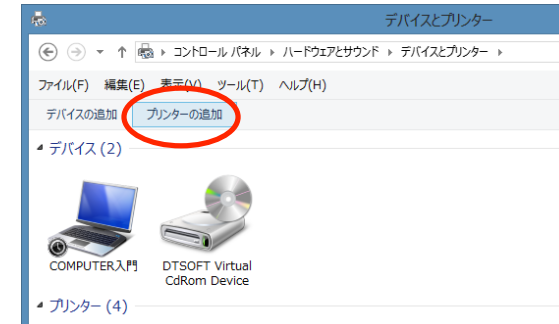 デバイスとプリンター
コントロール パネル ▸ ハードウェアとサウンド ▸ デバイスとプリンター ▸
ファイル(F) 編集(E) 表示(V) ツール(T) ヘルプ(H)
デバイスの追加 プリンターの追加
デバイス (2)
COMPUTER入門
DTSOFT Virtual
CdRom Device
プリンター (4)